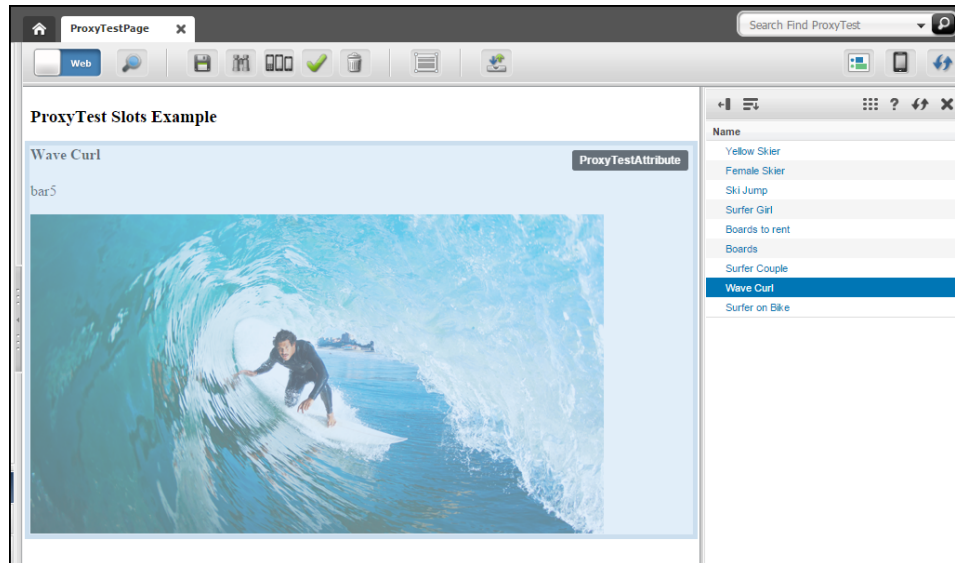 ProxyTestPage
Search Find ProxyTest
Web
ProxyTest Slots Example
Wave Curl
ProxyTestAttribute
bar5
Name
Yellow Skier
Female Skier
Ski Jump
Surfer Girl
Boards to rent
Boards
Surfer Couple
Wave Curl
Surfer on Bike